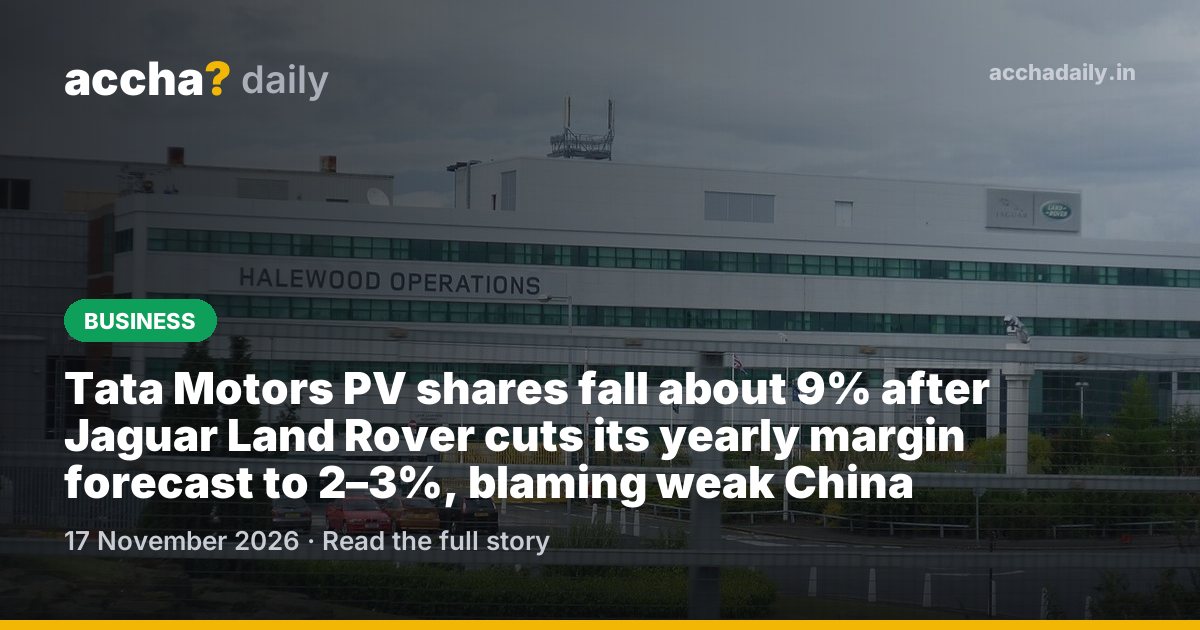 accha? daily
acchadaily.in
JAGUAR
LAND ROVER
HALEWOOD OPERATIONS
BUSINESS
Tata Motors PV shares fall about 9% after
Jaguar Land Rover cuts its yearly margin
forecast to 2–3%, blaming weak China
17 November 2026 · Read the full story